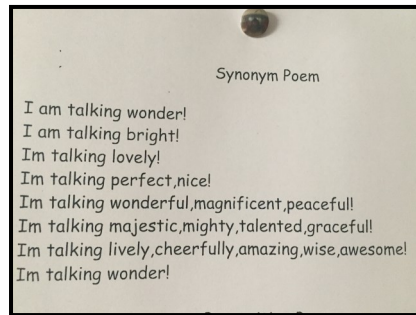 Synonym Poem
I am talking wonder!
I am talking bright!
Im talking lovely!
Im talking perfect,nice!
Im talking wonderful,magnificent,peaceful!
Im talking majestic,mighty,talented,graceful!
Im talking lively,cheerfully,amazing,wise,awesome!
Im talking wonder!